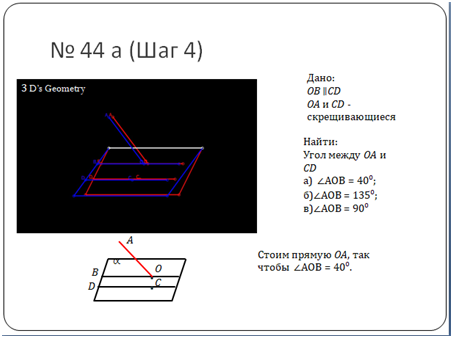 № 44 а (Шаг 4)
3 D's Geometry
Дано:
OB ∥ CD
OA и CD -
скрещивающиеся
Найти:
Угол между OA и
CD
а) ∠AOB = 40⁰;
б)∠AOB = 135⁰;
в)∠AOB = 90⁰
A
α
B
O
D
C
Стоим прямую OA, так
чтобы ∠AOB = 40⁰.